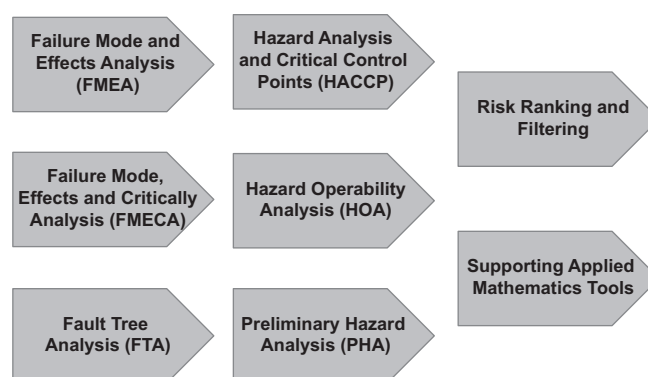 Failure Mode and
Effects Analysis
(FMEA)
Hazard Analysis
and Critical Control
Points (HACCP)
Risk Ranking and
Filtering
Failure Mode,
Effects and Critically
Analysis (FMECA)
Hazard Operability
Analysis (HOA)
Supporting Applied
Mathematics Tools
Fault Tree
Analysis (FTA)
Preliminary Hazard
Analysis (PHA)